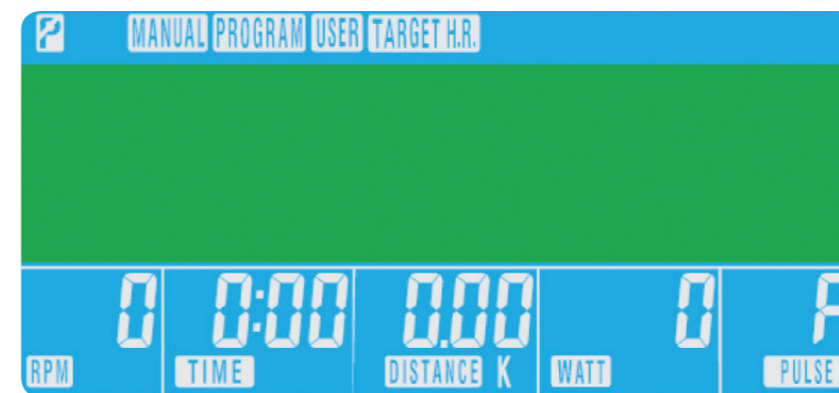 P MANUAL PROGRAM USER TARGET H.R.
0 0:00 0.00 0 P
RPM TIME DISTANCE K WATT PULSE